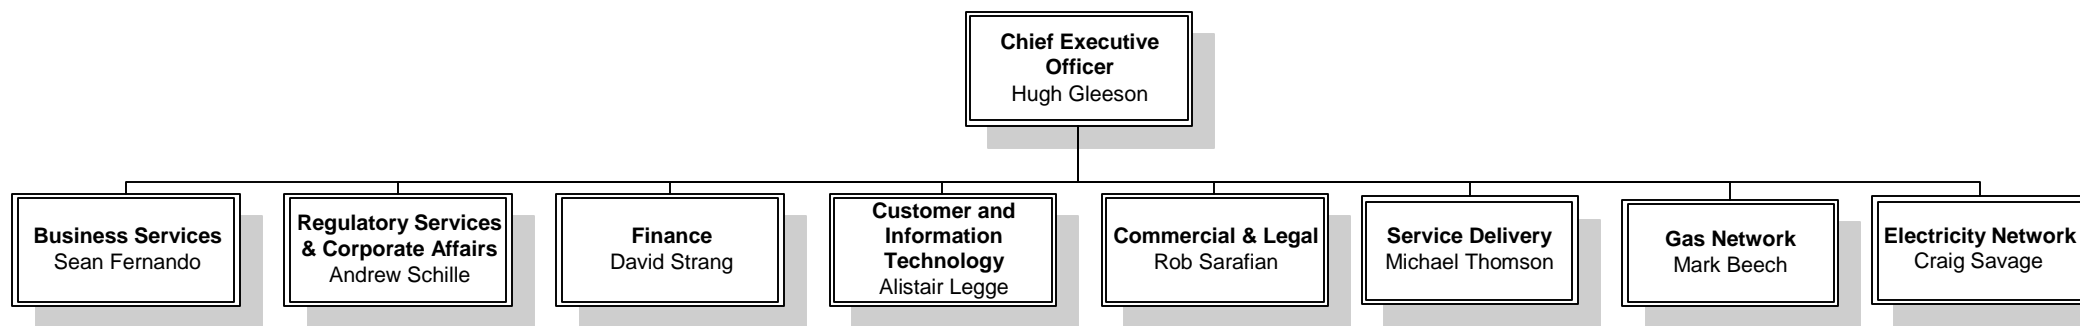 Chief Executive
Officer
Hugh Gleeson
Business Services
Sean Fernando
Regulatory Services
& Corporate Affairs
Andrew Schille
Finance
David Strang
Customer and
Information
Technology
Alistair Legge
Commercial & Legal
Rob Sarafian
Service Delivery
Michael Thomson
Gas Network
Mark Beech
Electricity Network
Craig Savage